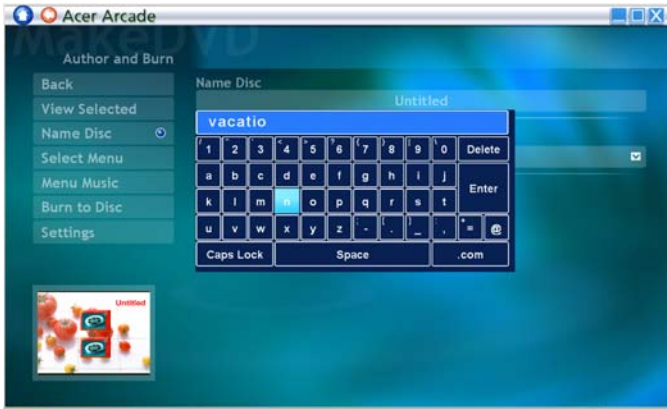 Acer Arcade
MakeDVD
Author and Burn
Back
View Selected
Name Disc
Select Menu
Menu Music
Burn to Disc
Settings
Untitled
Name Disc
Untitled
vacatio
1 2 3 4 5 6 7 8 9 0 Delete
a b c d e f g h i j
Enter
k l m n o p q r s t
u v w x y z - . _ , = @
Caps Lock Space .com